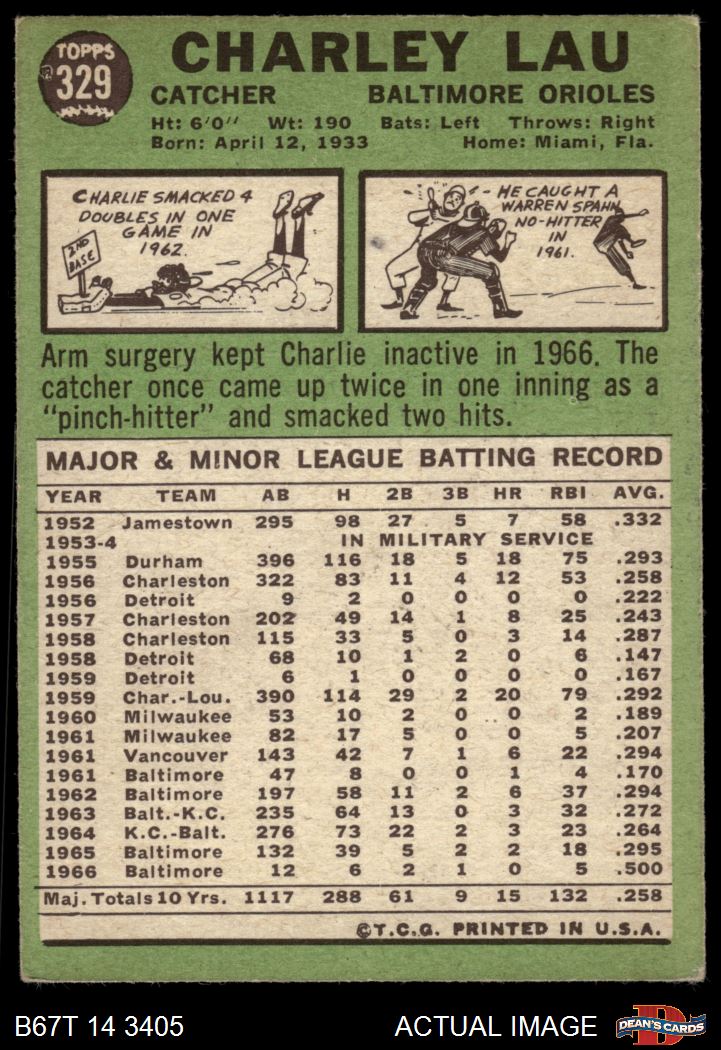 TOPPS
329
CHARLEY LAU
CATCHER BALTIMORE ORIOLES
Ht: 6'0" Wt: 190 Bats: Left Throws: Right
Born: April 12, 1933 Home: Miami, Fla.
CHARLIE SMACKED 4
DOUBLES IN ONE
GAME IN
1962.
2ND
BASE
HE CAUGHT A
WARREN SPAHN
NO-HITTER
IN
1961.
Arm surgery kept Charlie inactive in 1966. The
catcher once came up twice in one inning as a
"pinch-hitter" and smacked two hits.
MAJOR & MINOR LEAGUE BATTING RECORD
YEAR TEAM AB H 2B 3B HR RBI AVG.
1952 Jamestown 295 98 27 5 7 58 .332
1953-4 IN MILITARY SERVICE
1955 Durham 396 116 18 5 18 75 .293
1956 Charleston 322 83 11 4 12 53 .258
1956 Detroit 9 2 0 0 0 0 .222
1957 Charleston 202 49 14 1 8 25 .243
1958 Charleston 115 33 5 0 3 14 .287
1958 Detroit 68 10 1 2 0 6 .147
1959 Detroit 6 1 0 0 0 0 .167
1959 Char.-Lou. 390 114 29 2 20 79 .292
1960 Milwaukee 53 10 2 0 0 2 .189
1961 Milwaukee 82 17 5 0 0 5 .207
1961 Vancouver 143 42 7 1 6 22 .294
1961 Baltimore 47 8 0 0 1 4 .170
1962 Baltimore 197 58 11 2 6 37 .294
1963 Balt.-K.C. 235 64 13 0 3 32 .272
1964 K.C.-Balt. 276 73 22 2 3 23 .264
1965 Baltimore 132 39 5 2 2 18 .295
1966 Baltimore 12 6 2 1 0 5 .500
Maj. Totals 10 Yrs. 1117 288 61 9 15 132 .258
©T.C.G. PRINTED IN U.S.A.
B67T 14 3405 ACTUAL IMAGE
D
DEAN'S CARDS